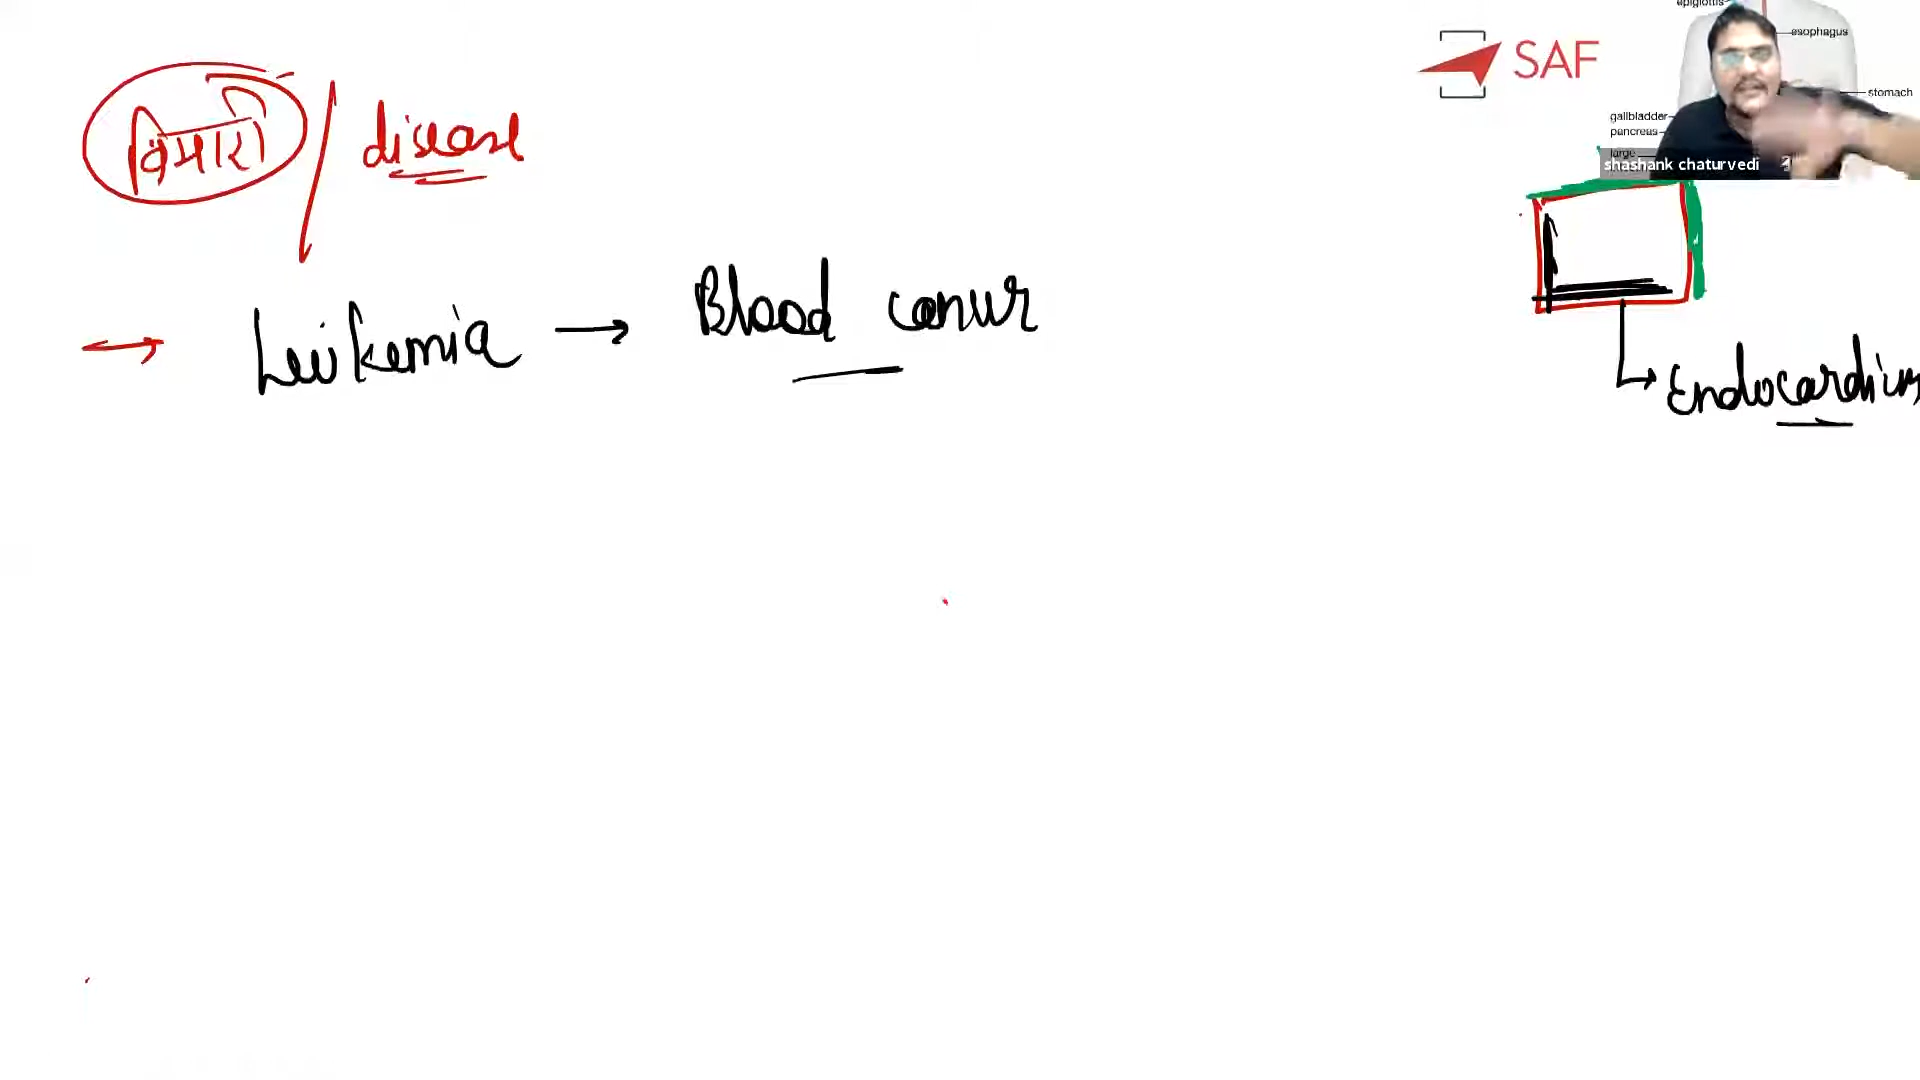 बिमारी / disease
Leukemia → Blood cancer
Endocardium
SAF
epiglottis
esophagus
stomach
gallbladder
pancreas
large
shashank chaturvedi